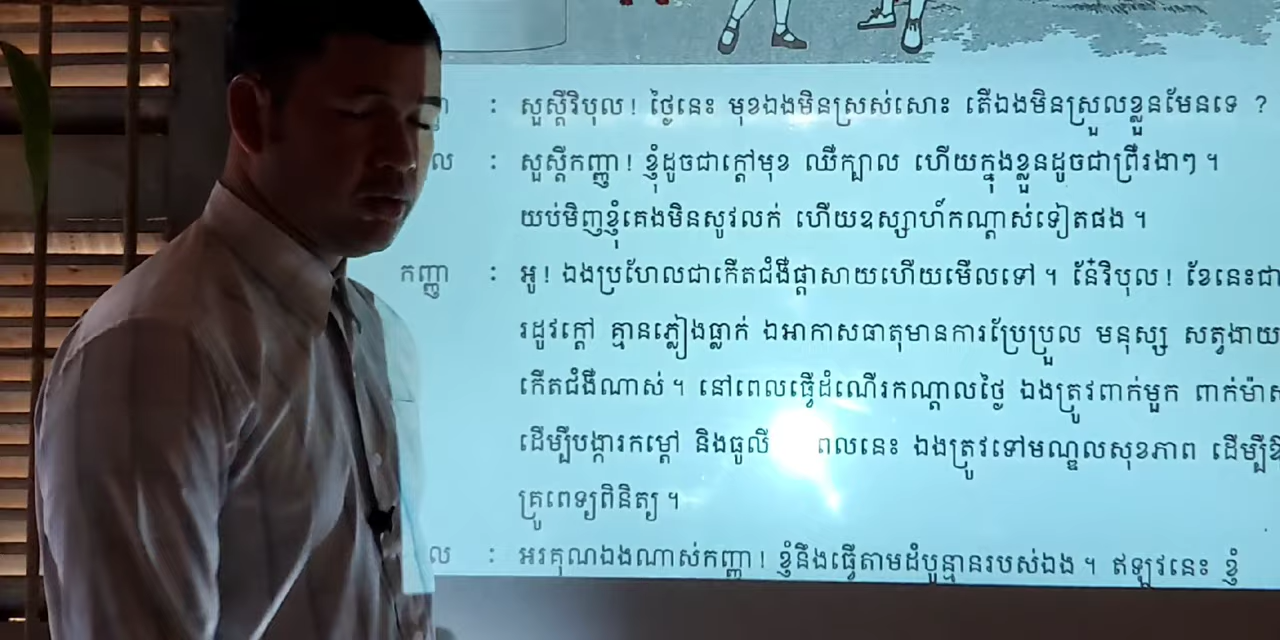 : សួស្តីវិបុល! ថ្ងៃនេះ មុខឯងមិនស្រស់សោះ តើឯងមិនស្រួលខ្លួនមែនទេ ?
: សួស្តីកញ្ញា! ខ្ញុំដូចជាក្តៅមុខ ឈឺក្បាល ហើយក្នុងខ្លួនដូចជាព្រឺរងាៗ ។
យប់មិញខ្ញុំគេងមិនសូវលក់ ហើយឧស្សាហ៍កណ្តាស់ទៀតផង ។
កញ្ញា : អូ! ឯងប្រហែលជាកើតជំងឺផ្តាសាយហើយមើលទៅ ។ នែ៎វិបុល! ខែនេះជា
រដូវក្តៅ គ្មានភ្លៀងធ្លាក់ ឯអាកាសធាតុមានការប្រែប្រួល មនុស្ស សត្វងាយ
កើតជំងឺណាស់ ។ នៅពេលធ្វើដំណើរកណ្តាលថ្ងៃ ឯងត្រូវពាក់មួក ពាក់ម៉ាស
ដើម្បីបង្ការកម្តៅ និងធូលី ពេលនេះ ឯងត្រូវទៅមណ្ឌលសុខភាព ដើម្បីឱ
គ្រូពេទ្យពិនិត្យ ។
: អរគុណឯងណាស់កញ្ញា! ខ្ញុំនឹងធ្វើតាមដំបូន្មានរបស់ឯង ។ ឥឡូវនេះ ខ្ញុំ